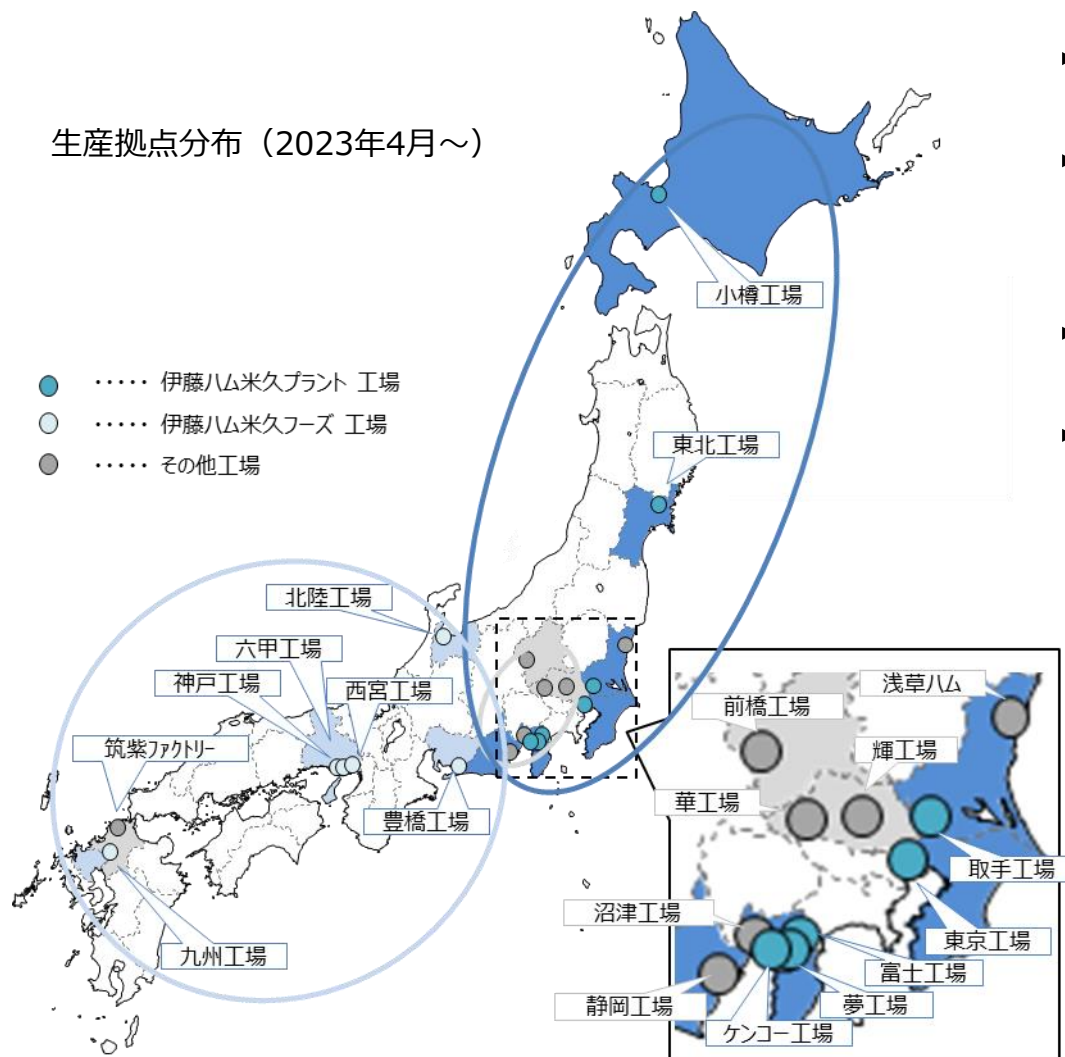 生産拠点分布（2023年4月～）
小樽工場
・・・・・ 伊藤ハム米久プラント 工場
・・・・・ 伊藤ハム米久フーズ 工場
・・・・・ その他工場
東北工場
北陸工場
六甲工場
神戸工場
西宮工場
筑紫ファクトリー
豊橋工場
九州工場
浅草ハム
前橋工場
輝工場
華工場
取手工場
沼津工場
東京工場
富士工場
静岡工場
夢工場
ケンコー工場